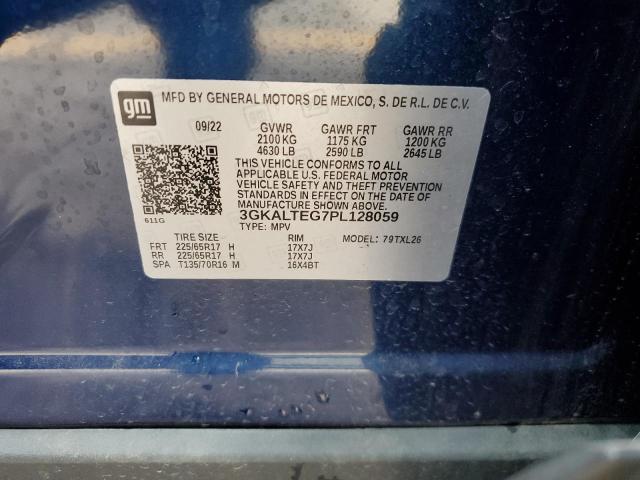 gm
MFD BY GENERAL MOTORS DE MEXICO, S. DE R.L. DE C.V.
09/22 GVWR GAWR FRT GAWR RR
2100 KG 1175 KG 1200 KG
4630 LB 2590 LB 2645 LB
THIS VEHICLE CONFORMS TO ALL
APPLICABLE U.S. FEDERAL MOTOR
VEHICLE SAFETY AND THEFT PREVENTION
STANDARDS IN EFFECT ON THE DATE OF
MANUFACTURE SHOWN ABOVE.
611G 3GKALTEG7PL128059
TYPE: MPV
TIRE SIZE RIM MODEL: 79TXL26
FRT 225/65R17 H 17X7J
RR 225/65R17 H 17X7J
SPA T135/70R16 M 16X4BT